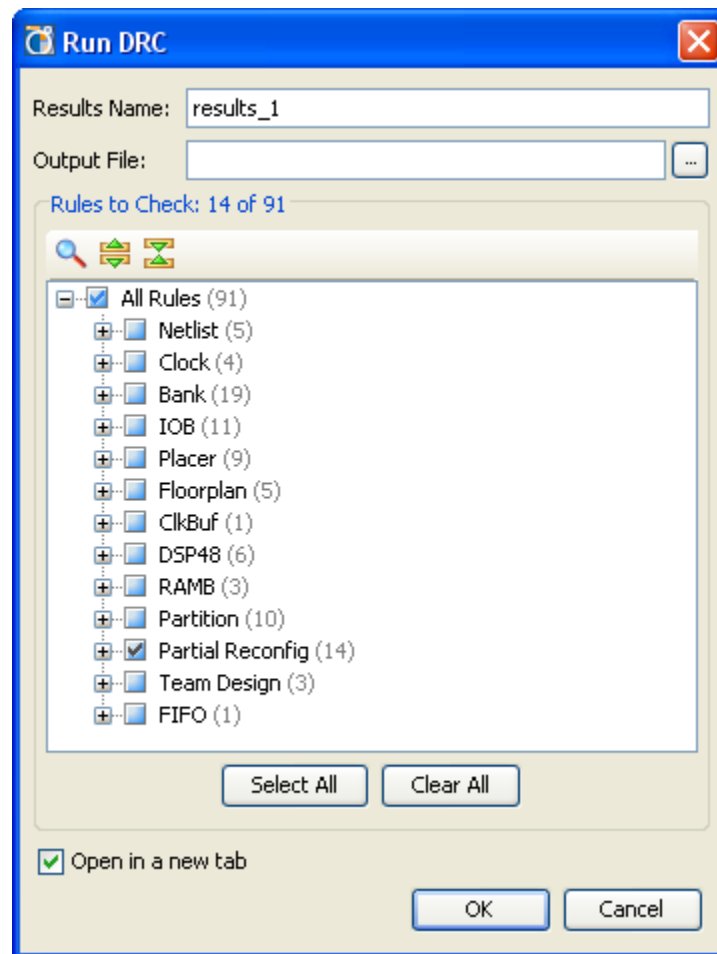 Run DRC
Results Name: results_1
Output File: ...
Rules to Check: 14 of 91
All Rules (91)
Netlist (5)
Clock (4)
Bank (19)
IOB (11)
Placer (9)
Floorplan (5)
ClkBuf (1)
DSP48 (6)
RAMB (3)
Partition (10)
Partial Reconfig (14)
Team Design (3)
FIFO (1)
Select All Clear All
Open in a new tab
OK Cancel